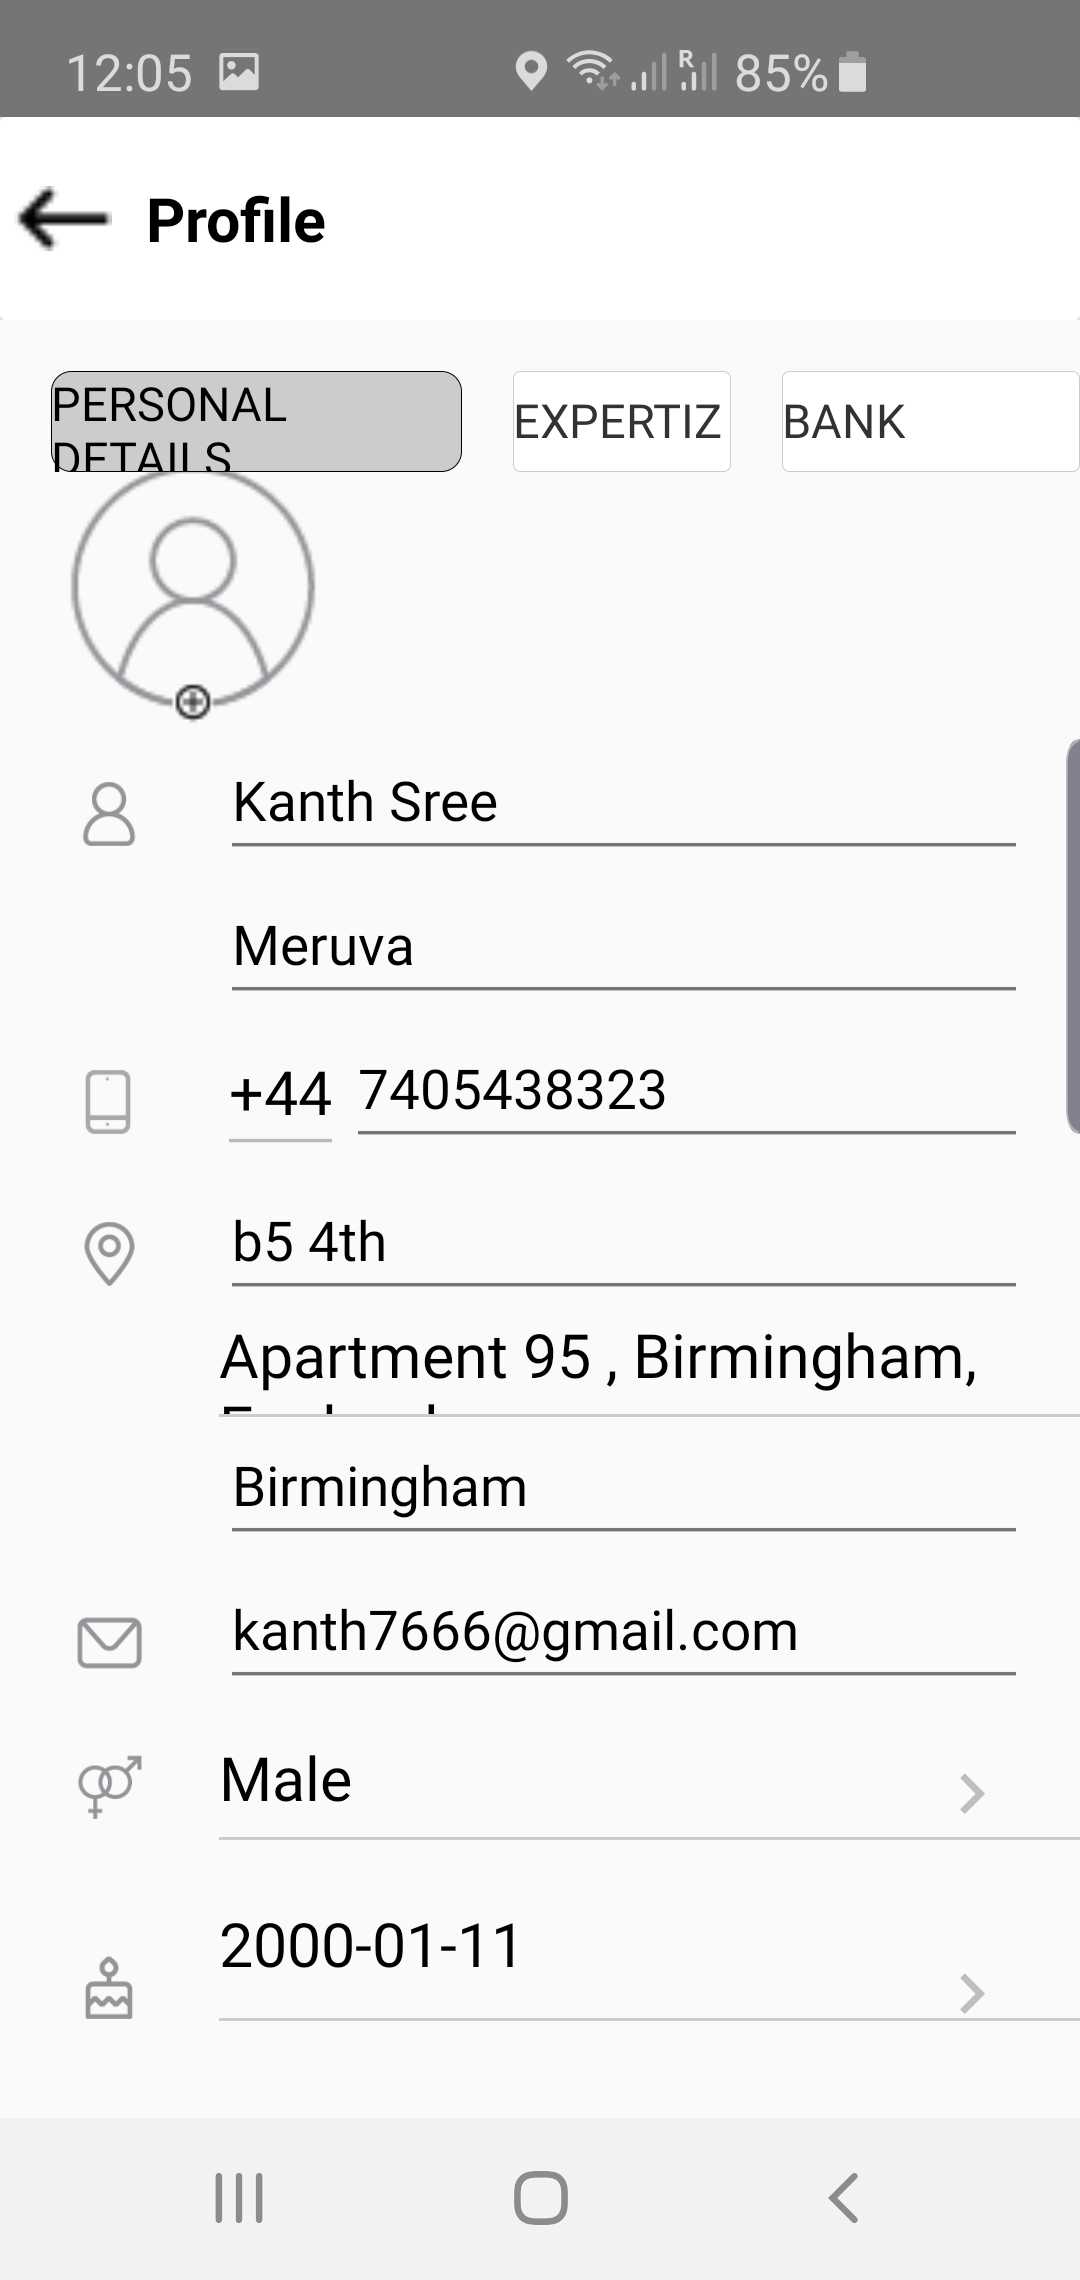 12:05 R 85%
Profile
PERSONAL
DETAILS
EXPERTIZ
BANK
Kanth Sree
Meruva
+44 7405438323
b5 4th
Apartment 95 , Birmingham,
Birmingham
kanth7666@gmail.com
Male
2000-01-11